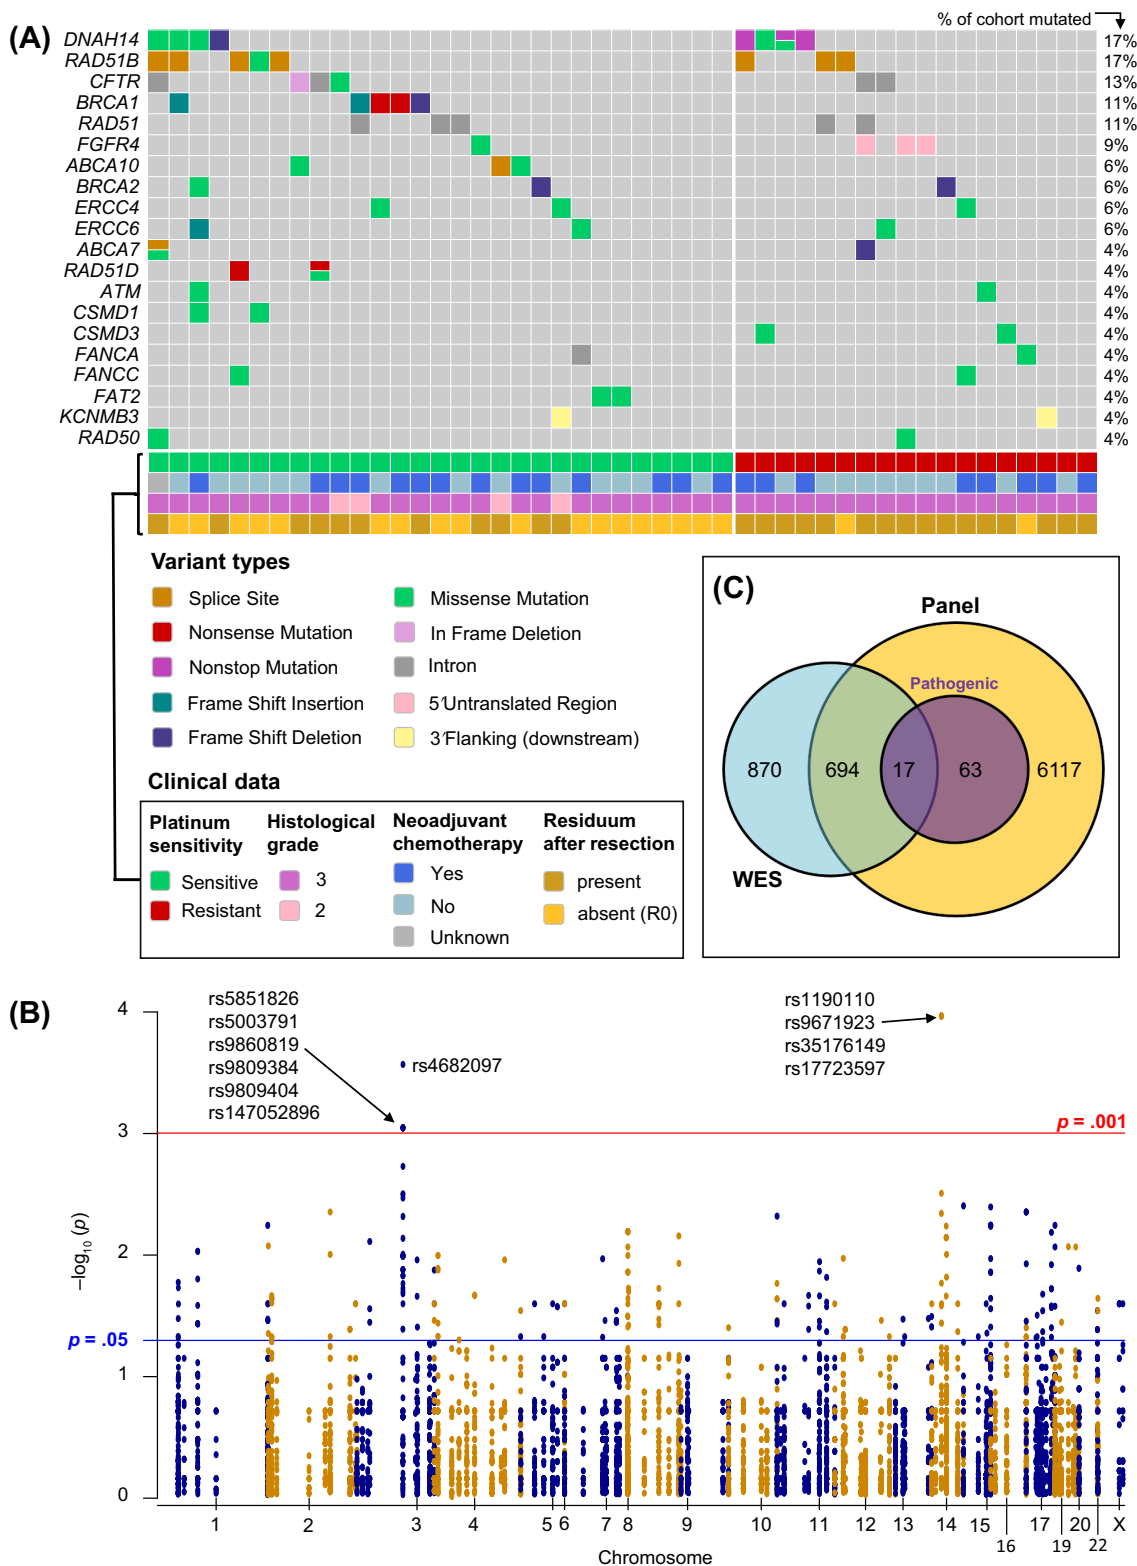 % of cohort mutated
(A)
DNAH14 17%
RAD51B 17%
CFTR 13%
BRCA1 11%
RAD51 11%
FGFR4 9%
ABCA10 6%
BRCA2 6%
ERCC4 6%
ERCC6 6%
ABCA7 4%
RAD51D 4%
ATM 4%
CSMD1 4%
CSMD3 4%
FANCA 4%
FANCC 4%
FAT2 4%
KCNMB3 4%
RAD50 4%
Variant types
Splice Site
Nonsense Mutation
Nonstop Mutation
Frame Shift Insertion
Frame Shift Deletion
Missense Mutation
In Frame Deletion
Intron
5′Untranslated Region
3′Flanking (downstream)
Clinical data
Platinum
sensitivity
Sensitive
Resistant
Histological
grade
3
2
Neoadjuvant
chemotherapy
Yes
No
Unknown
Residuum
after resection
present
absent (R0)
(C)
Panel
Pathogenic
870 694 17 63 6117
WES
(B)
rs5851826
rs5003791
rs9860819
rs9809384
rs9809404
rs147052896
rs4682097
rs1190110
rs9671923
rs35176149
rs17723597
p = .001
p = .05
−log10 (p)
4
3
2
1
0
1 2 3 4 5 6 7 8 9 10 11 12 13 14 15 16 17 19 20 22 X
Chromosome